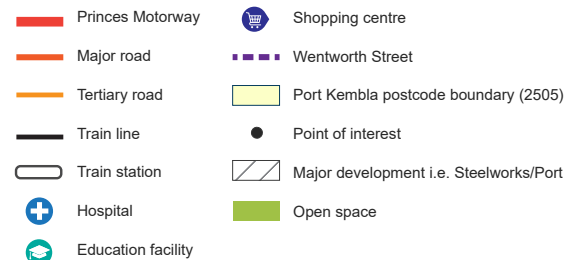 Princes Motorway
Major road
Tertiary road
Train line
Train station
Hospital
Education facility
Shopping centre
Wentworth Street
Port Kembla postcode boundary (2505)
Point of interest
Major development i.e. Steelworks/Port
Open space